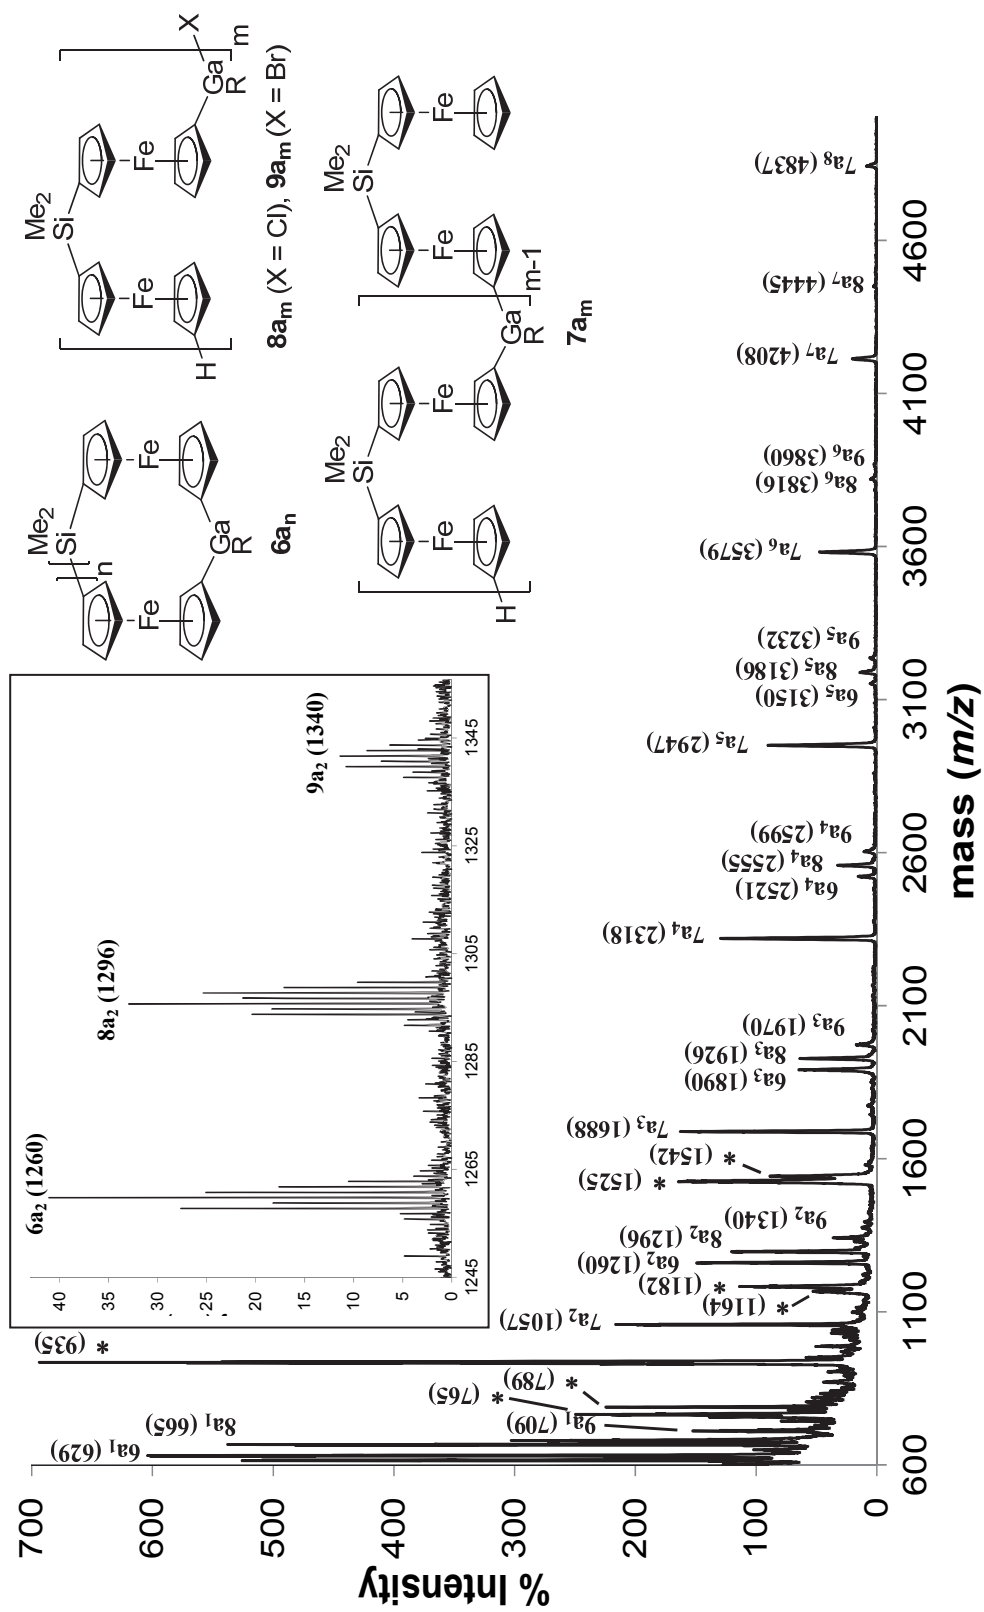 % Intensity
700
600
500
400
300
200
100
0
600
1100
1600
2100
2600
3100
3600
4100
4600
mass (m/z)
6a1 (629)
8a1 (665)
9a1 (709)
* (765)
* (789)
* (935)
7a2 (1057)
* (1164)
* (1182)
6a2 (1260)
8a2 (1296)
9a2 (1340)
* (1525)
* (1542)
7a3 (1688)
6a3 (1890)
8a3 (1926)
9a3 (1970)
7a4 (2318)
6a4 (2521)
8a4 (2555)
9a4 (2599)
7a5 (2947)
6a5 (3150)
8a5 (3186)
9a5 (3232)
7a6 (3579)
8a6 (3816)
9a6 (3860)
7a7 (4208)
8a7 (4445)
7a8 (4837)
40
35
30
25
20
15
10
5
0
1245
1265
1285
1305
1325
1345
6a2 (1260)
8a2 (1296)
9a2 (1340)
Me2
Si
n
Fe
Fe
Ga
R
6an
Me2
Si
Fe
Fe
H
Ga
R
X
m
8am (X = Cl), 9am (X = Br)
Me2
Si
Fe
Fe
H
Ga
R
m-1
Me2
Si
Fe
Fe
7am